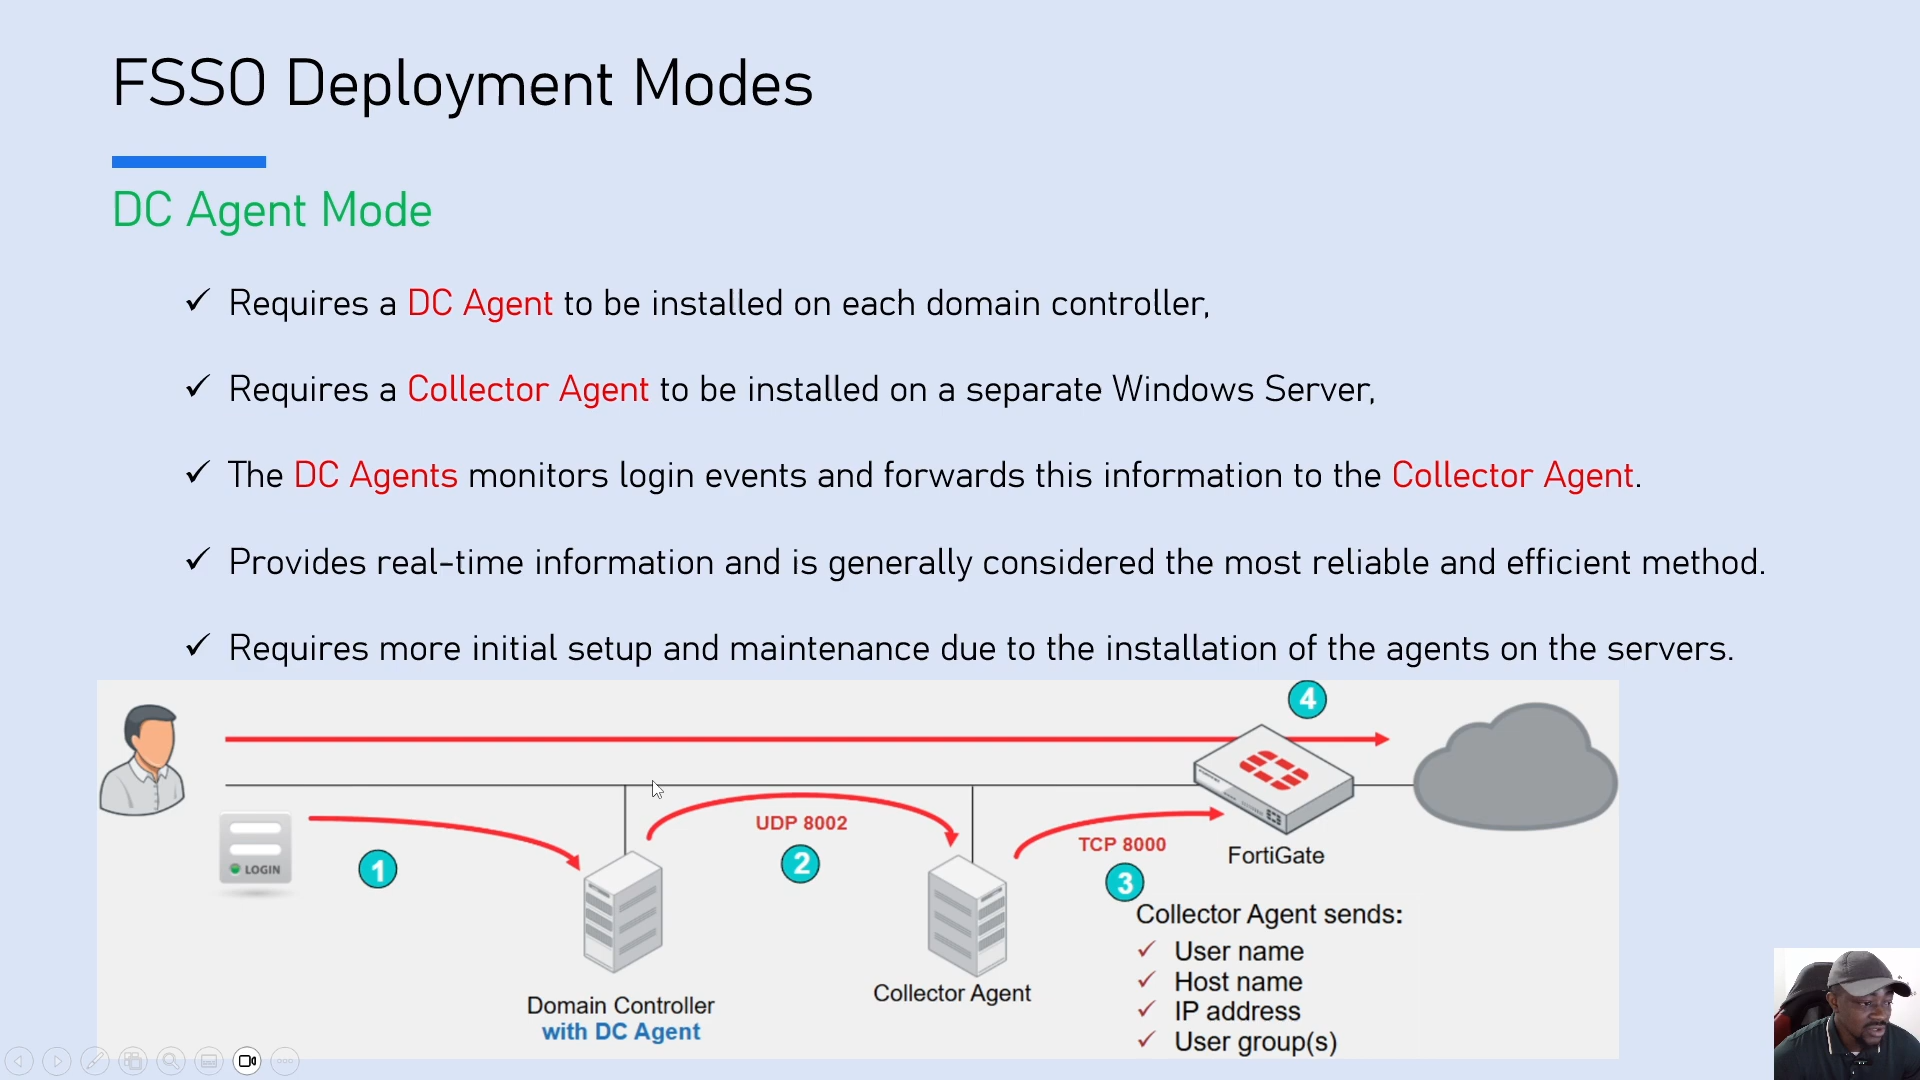 FSSO Deployment Modes
DC Agent Mode
✓ Requires a DC Agent to be installed on each domain controller,
✓ Requires a Collector Agent to be installed on a separate Windows Server,
✓ The DC Agents monitors login events and forwards this information to the Collector Agent.
✓ Provides real-time information and is generally considered the most reliable and efficient method.
✓ Requires more initial setup and maintenance due to the installation of the agents on the servers.
4
UDP 8002
TCP 8000
FortiGate
LOGIN
1
2
3
Collector Agent sends:
✓ User name
✓ Host name
✓ IP address
✓ User group(s)
Collector Agent
Domain Controller
with DC Agent